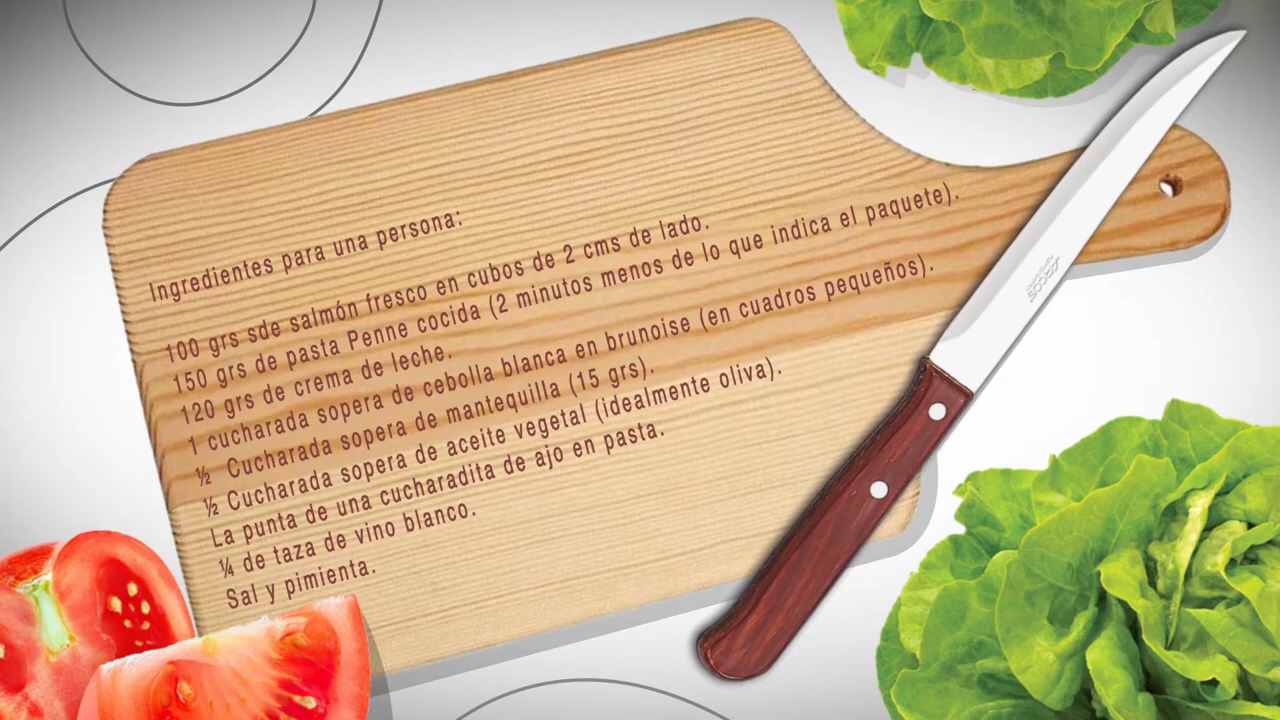 Ingredientes para una persona:
100 grs sde salmón fresco en cubos de 2 cms de lado.
150 grs de pasta Penne cocida (2 minutos menos de lo que indica el paquete).
120 grs de crema de leche.
1 cucharada sopera de cebolla blanca en brunoise (en cuadros pequeños).
½ Cucharada sopera de mantequilla (15 grs).
½ Cucharada sopera de aceite vegetal (idealmente oliva).
La punta de una cucharadita de ajo en pasta.
¼ de taza de vino blanco.
Sal y pimienta.
ARCOS